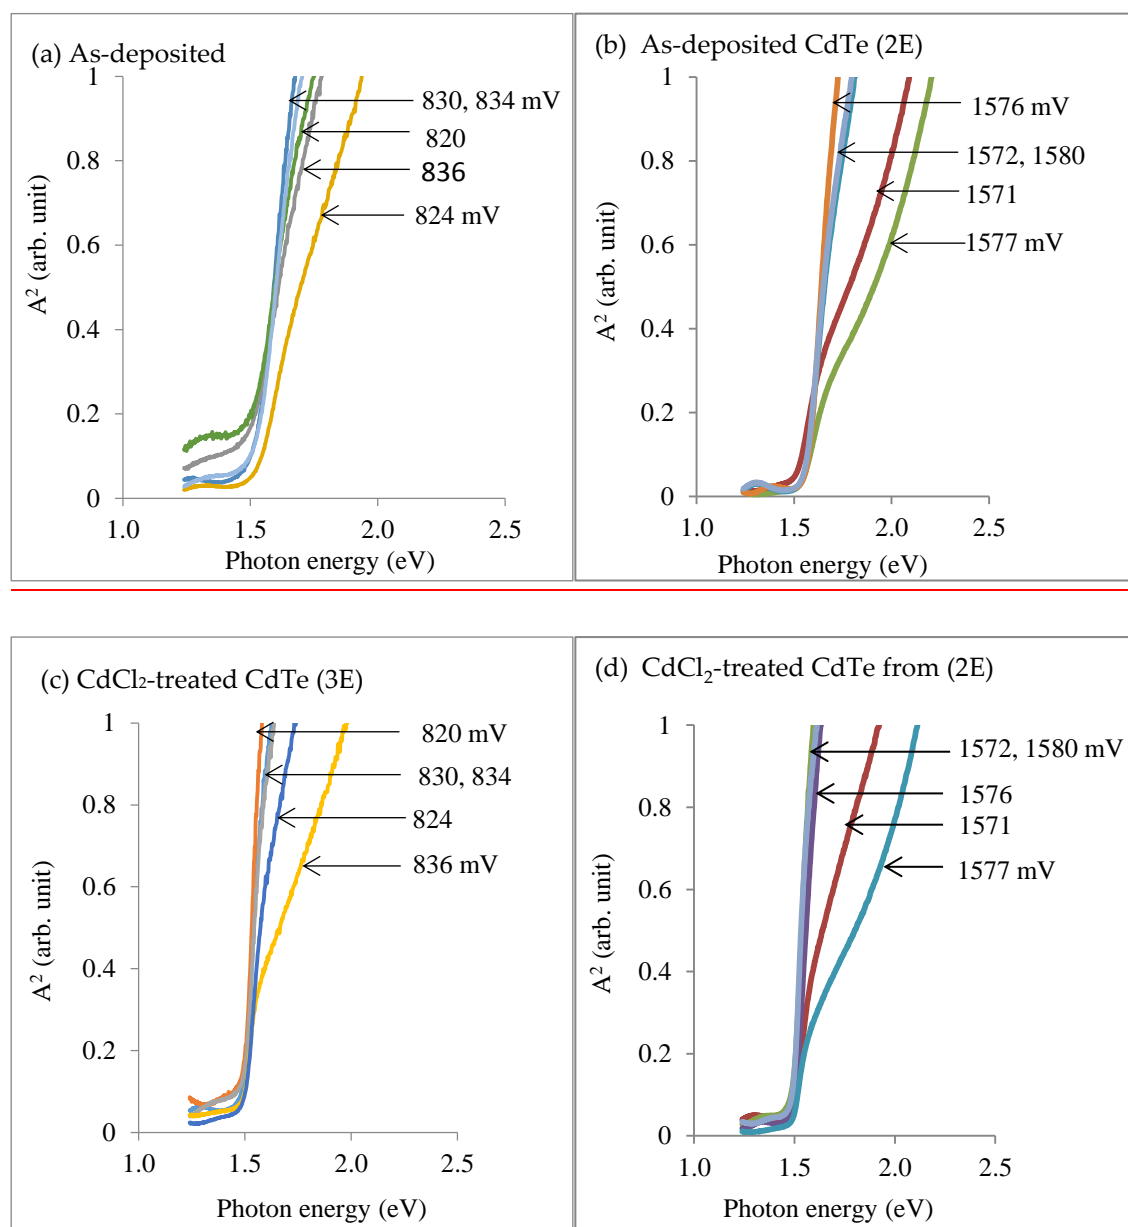 (a) As-deposited
1
0.8
0.6
0.4
0.2
0
830, 834 mV
820
836
824 mV
A² (arb. unit)
1.0 1.5 2.0 2.5
Photon energy (eV)
(b) As-deposited CdTe (2E)
1
0.8
0.6
0.4
0.2
0
1576 mV
1572, 1580
1571
1577 mV
A² (arb. unit)
1.0 1.5 2.0 2.5
Photon energy (eV)
(c) CdCl₂-treated CdTe (3E)
1
0.8
0.6
0.4
0.2
0
820 mV
830, 834
824
836 mV
A² (arb. unit)
1.0 1.5 2.0 2.5
Photon energy (eV)
(d) CdCl₂-treated CdTe from (2E)
1
0.8
0.6
0.4
0.2
0
1572, 1580 mV
1576
1571
1577 mV
A² (arb. unit)
1.0 1.5 2.0 2.5
Photon energy (eV)